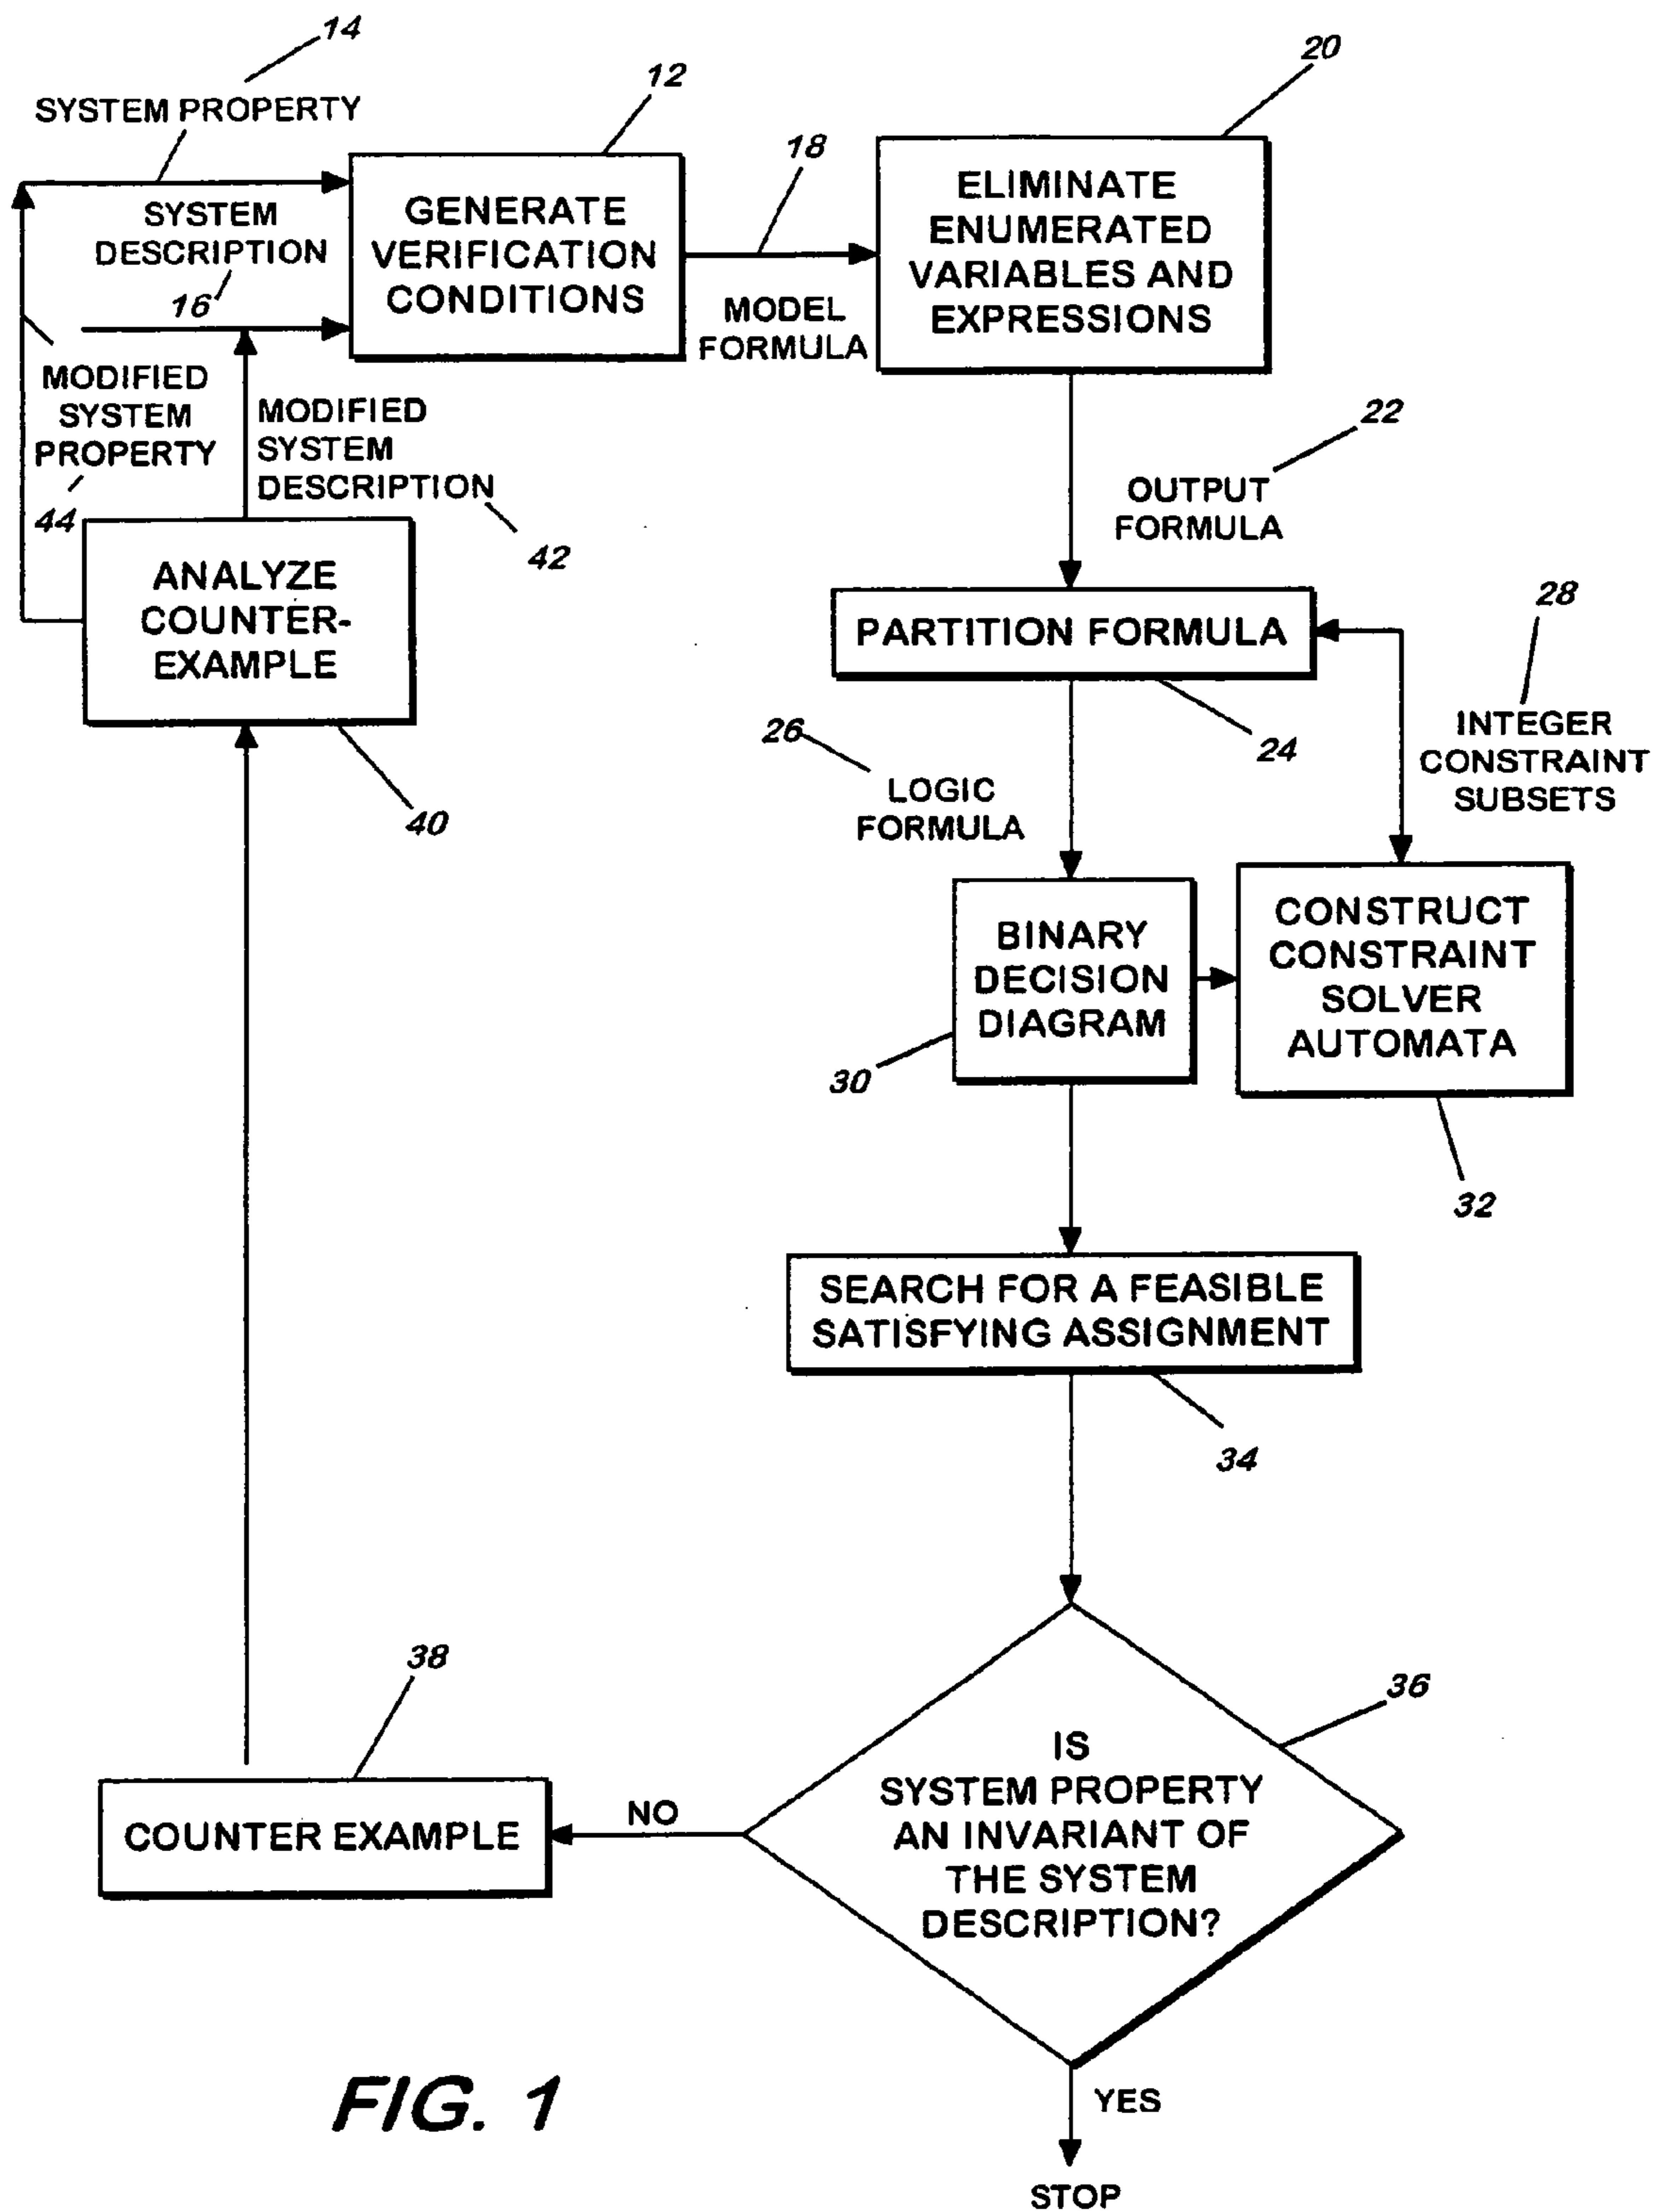 14
SYSTEM PROPERTY
12
20
18
GENERATE
VERIFICATION
CONDITIONS
SYSTEM
DESCRIPTION
16
MODEL
FORMULA
ELIMINATE
ENUMERATED
VARIABLES AND
EXPRESSIONS
MODIFIED
SYSTEM
PROPERTY
44
MODIFIED
SYSTEM
DESCRIPTION
42
22
OUTPUT
FORMULA
ANALYZE
COUNTER-
EXAMPLE
40
PARTITION FORMULA
24
28
INTEGER
CONSTRAINT
SUBSETS
26
LOGIC
FORMULA
BINARY
DECISION
DIAGRAM
30
CONSTRUCT
CONSTRAINT
SOLVER
AUTOMATA
32
SEARCH FOR A FEASIBLE
SATISFYING ASSIGNMENT
34
36
IS
SYSTEM PROPERTY
AN INVARIANT OF
THE SYSTEM
DESCRIPTION?
NO
38
COUNTER EXAMPLE
YES
STOP
FIG. 1